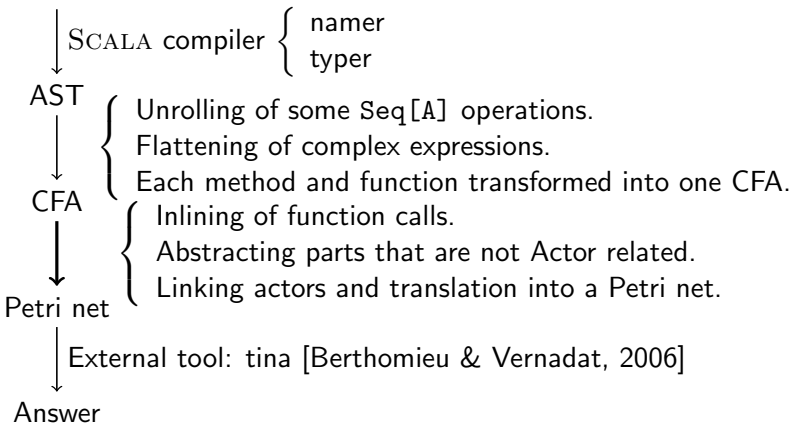 namer
SCALA compiler {
typer
AST
Unrolling of some Seq[A] operations.
Flattening of complex expressions.
Each method and function transformed into one CFA.
CFA
Inlining of function calls.
Abstracting parts that are not Actor related.
Linking actors and translation into a Petri net.
Petri net
External tool: tina [Berthomieu & Vernadat, 2006]
Answer